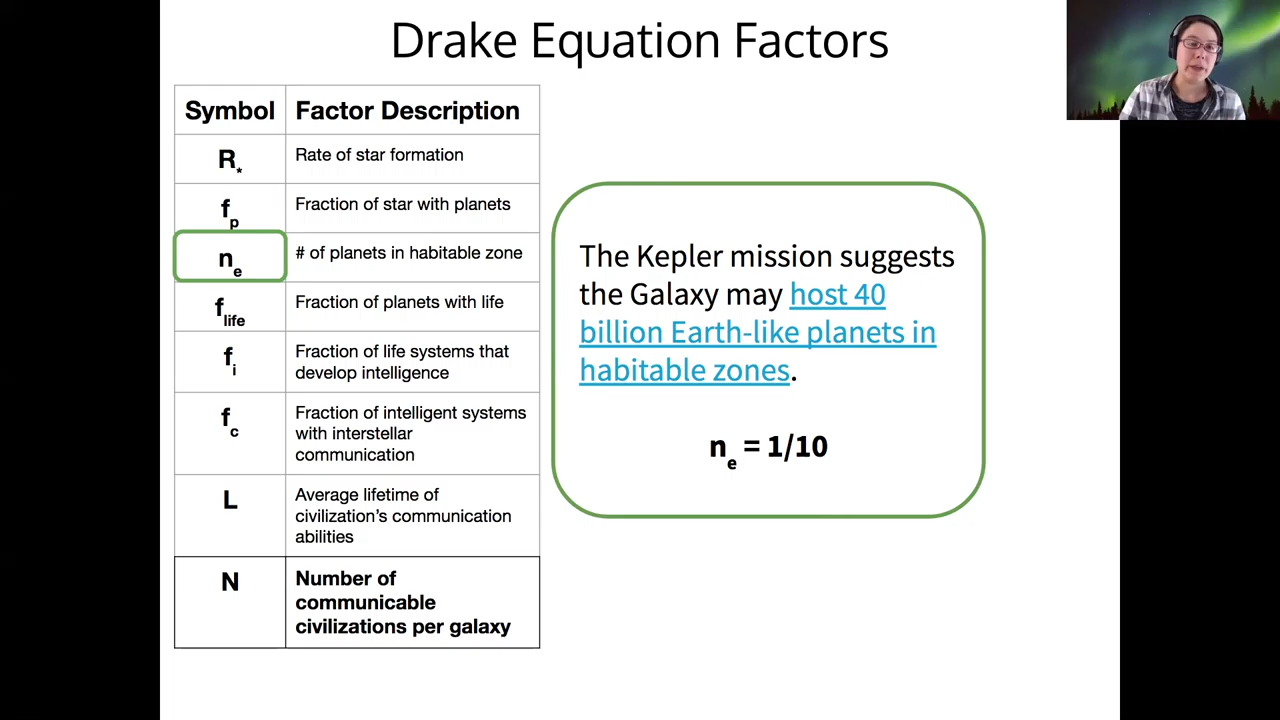 Drake Equation Factors
Symbol Factor Description
R* Rate of star formation
fp Fraction of star with planets
ne # of planets in habitable zone
flife Fraction of planets with life
fi Fraction of life systems that
develop intelligence
fc Fraction of intelligent systems
with interstellar
communication
L Average lifetime of
civilization's communication
abilities
N Number of
communicable
civilizations per galaxy
The Kepler mission suggests
the Galaxy may host 40
billion Earth-like planets in
habitable zones.
ne = 1/10